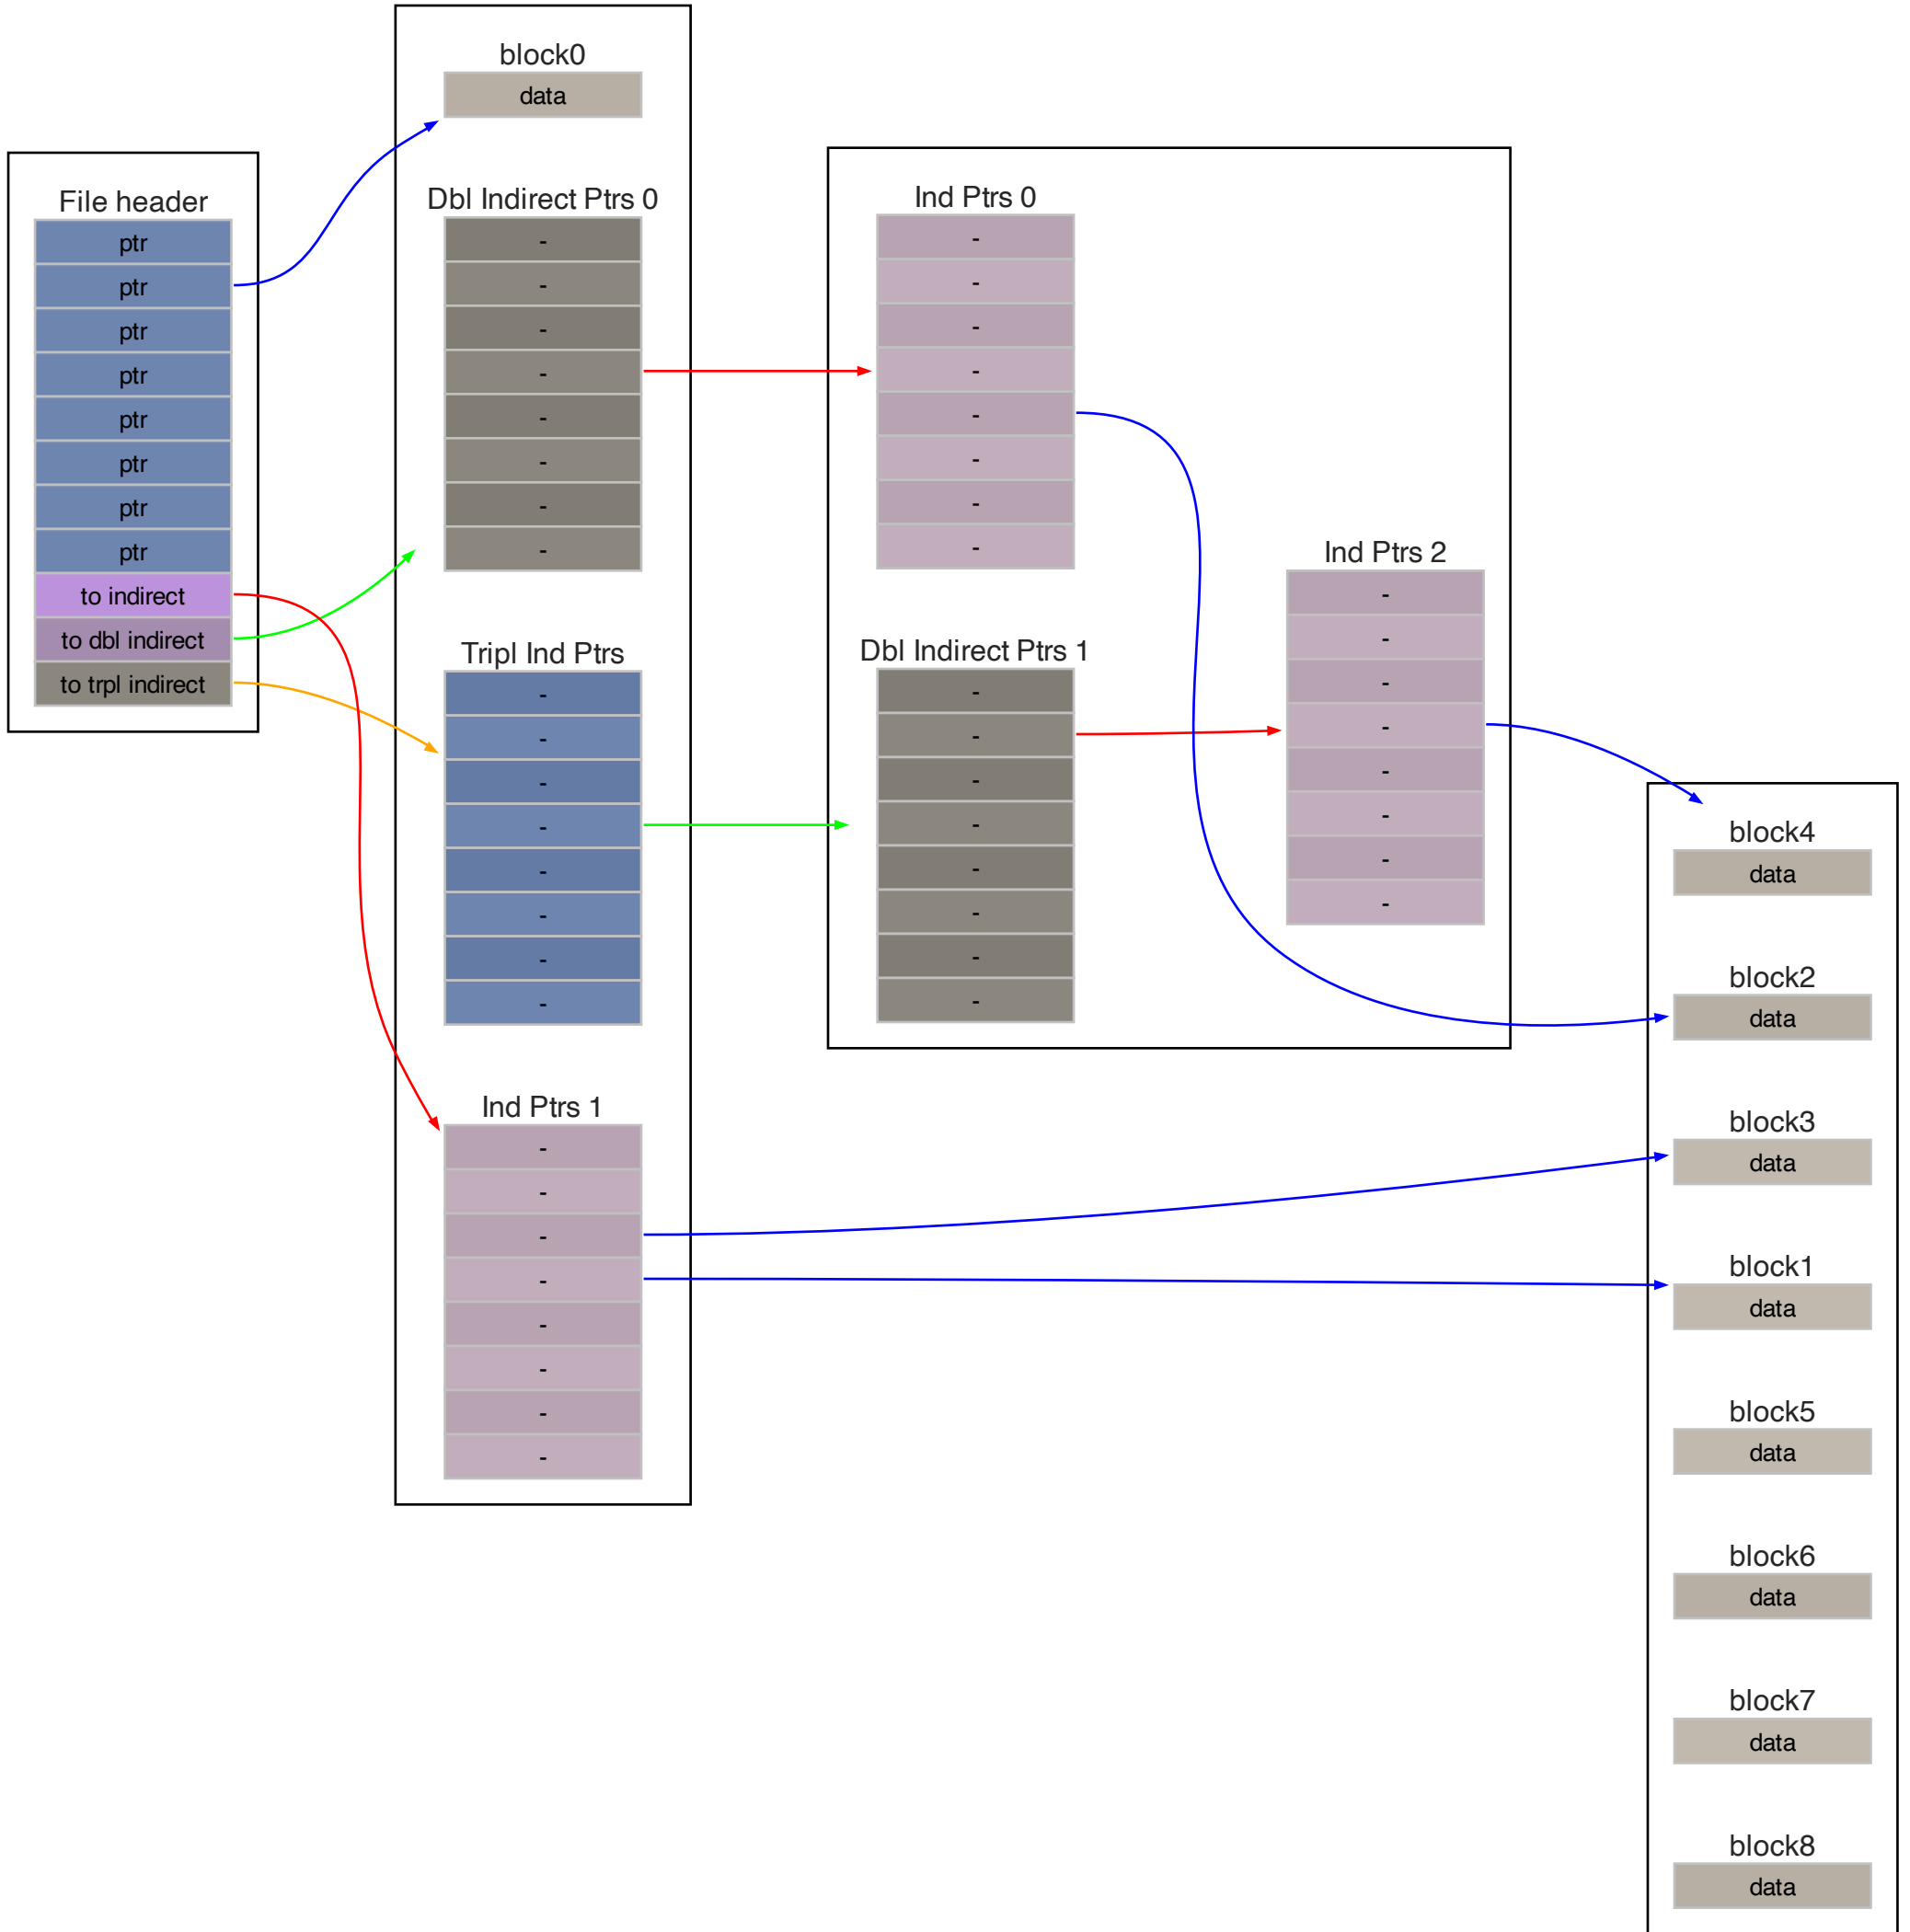 File header
ptr
ptr
ptr
ptr
ptr
ptr
ptr
ptr
to indirect
to dbl indirect
to trpl indirect
block0
data
Dbl Indirect Ptrs 0
-
-
-
-
-
-
-
-
Tripl Ind Ptrs
-
-
-
-
-
-
-
-
Ind Ptrs 1
-
-
-
-
-
-
-
-
Ind Ptrs 0
-
-
-
-
-
-
-
-
Dbl Indirect Ptrs 1
-
-
-
-
-
-
-
-
Ind Ptrs 2
-
-
-
-
-
-
-
-
block4
data
block2
data
block3
data
block1
data
block5
data
block6
data
block7
data
block8
data